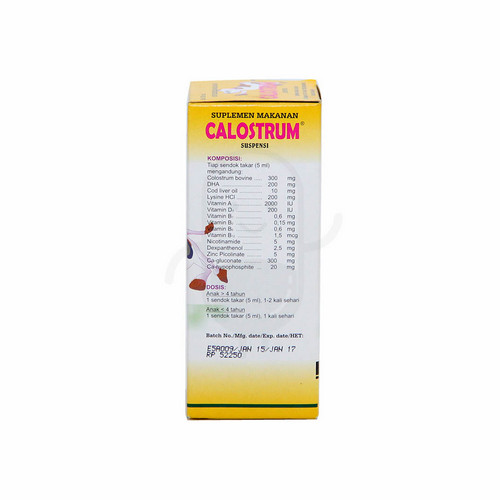 SUPLEMEN MAKANAN
CALOSTRUM©
SUSPENSI
KOMPOSISI:
Tiap sendok takar (5 ml)
mengandung:
Colostrum bovine .... 300 mg
DHA .................. 200 mg
Cod liver oil .......... 10 mg
Lysine HCl .......... 200 mg
Vitamin A .......... 2000 IU
Vitamin D₃ .......... 200 IU
Vitamin B₁ .......... 0,6 mg
Vitamin B₂ .......... 0,15 mg
Vitamin B₆ .......... 0,6 mg
Vitamin B₁₂ .......... 1,5 mcg
Nicotinamide ........ 5 mg
Dexpanthenol ....... 2,5 mg
Zinc Picolinate ...... 5 mg
Ca-gluconate ....... 300 mg
Ca-hypophosphite .. 20 mg
DOSIS:
Anak > 4 tahun
1 sendok takar (5 ml), 1-2 kali sehari
Anak < 4 tahun
1 sendok takar (5 ml), 1 kali sehari
Batch No./Mfg. date/Exp. date/HET:
E5A009/JAN 15/JAN 17
RP 52250